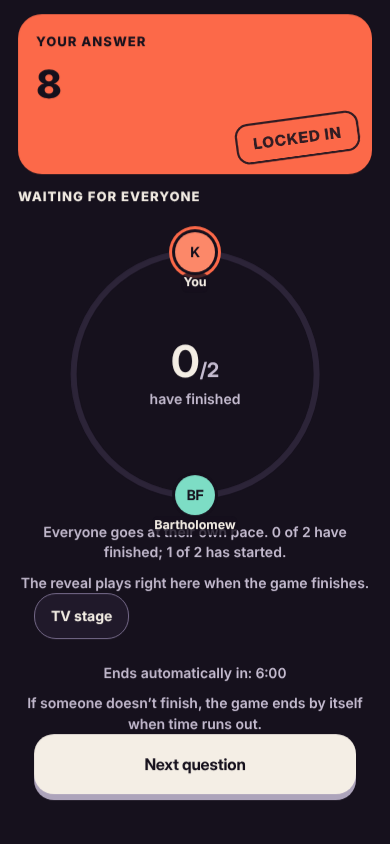 YOUR ANSWER
8
LOCKED IN
WAITING FOR EVERYONE
K
You
0/2
have finished
BF
Bartholomew
Everyone goes at their own pace. 0 of 2 have
finished; 1 of 2 has started.
The reveal plays right here when the game finishes.
TV stage
Ends automatically in: 6:00
If someone doesn’t finish, the game ends by itself
when time runs out.
Next question